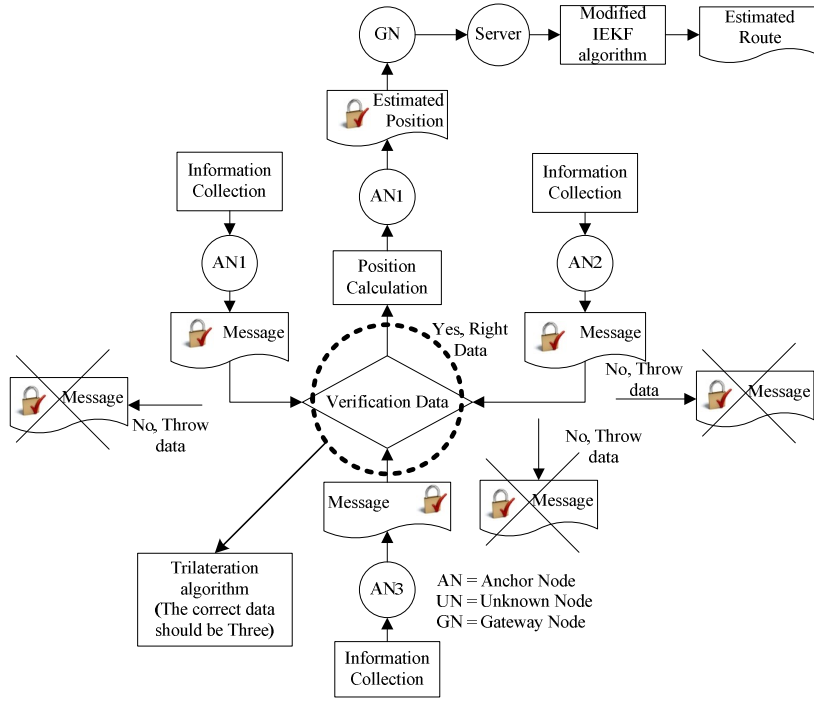 GN
Server
Modified
IEKF
algorithm
Estimated
Route
Estimated
Position
Information
Collection
AN1
Information
Collection
AN1
Position
Calculation
AN2
Message
Yes, Right
Data
Message
Message
No, Throw
data
Verification Data
No, Throw
data
Message
No, Throw
data
Message
Message
Trilateration
algorithm
(The correct data
should be Three)
AN3
AN = Anchor Node
UN = Unknown Node
GN = Gateway Node
Information
Collection